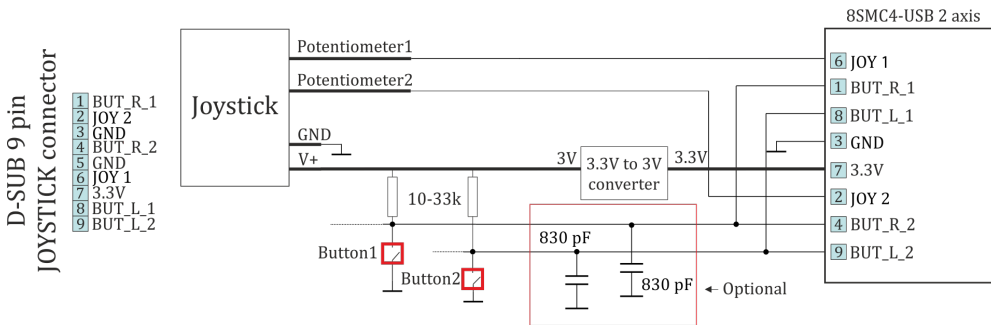 8SMC4-USB 2 axis
D-SUB 9 pin
JOYSTICK connector
1 BUT_R_1
2 JOY 2
3 GND
4 BUT_R_2
5 GND
6 JOY 1
7 3.3V
8 BUT_L_1
9 BUT_L_2
Joystick
Potentiometer1
Potentiometer2
GND
V+
3V
3.3V to 3V
converter
3.3V
10-33k
Button1
Button2
830 pF
830 pF
Optional
6 JOY 1
1 BUT_R_1
8 BUT_L_1
3 GND
7 3.3V
2 JOY 2
4 BUT_R_2
9 BUT_L_2